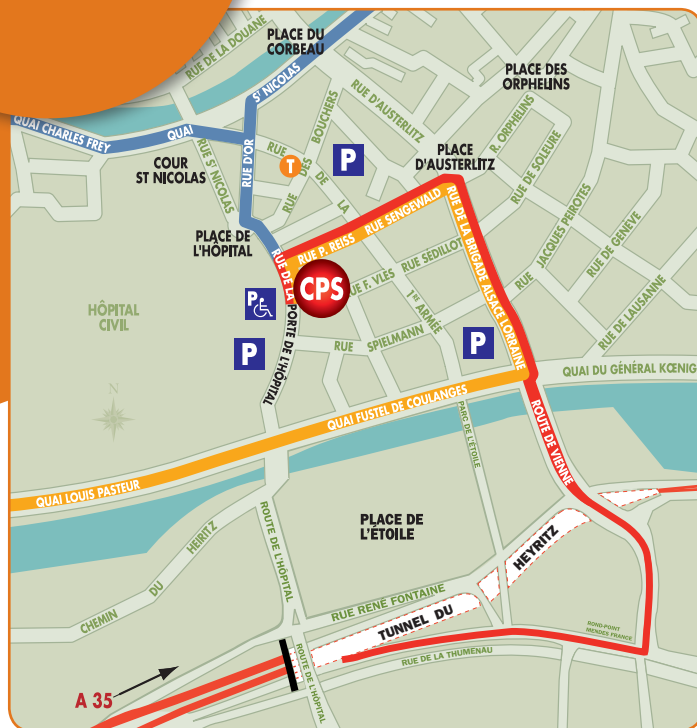 RUE DE LA DOUANE
PLACE DU
CORBEAU
ST NICOLAS
PLACE DES
ORPHELINS
QUAI CHARLES FREY
QUAI
RUE D'AUSTERLITZ
BOUCHERS
DES
RUE
R. ORPHELINS
COUR
ST NICOLAS
RUE ST NICOLAS
RUE D'OR
RUE
DE
LA
T
P
PLACE
D'AUSTERLITZ
RUE DE SOLEURE
PLACE DE
L'HÔPITAL
RUE P. REISS
RUE SENGEWALD
RUE DE LA BRIGADE ALSACE LORRAINE
RUE JACQUES PEIROTES
RUE DE GENÈVE
RUE DE LAUSANNE
RUE DE LA
PORTE DE L'HÔPITAL
CPS
UE F. VLÈS
RUE SEDILLOT
1re ARMÉE
HÔPITAL
CIVIL
P
P
RUE SPIELMANN
P
N
QUAI DU GÉNÉRAL KŒNIG
QUAI FUSTEL DE COULANGES
QUAI LOUIS PASTEUR
PARC DE L'ÉTOILE
ROUTE DE VIENNE
PLACE DE
L'ÉTOILE
ROUTE DE L'HÔPITAL
CHEMIN DU HEIRITZ
RUE RENÉ FONTAINE
TUNNEL DU HEYRITZ
ROND-POINT
MENDES FRANCE
RUE DE LA THUMENAU
ROUTE DE L'HÔPITAL
A 35